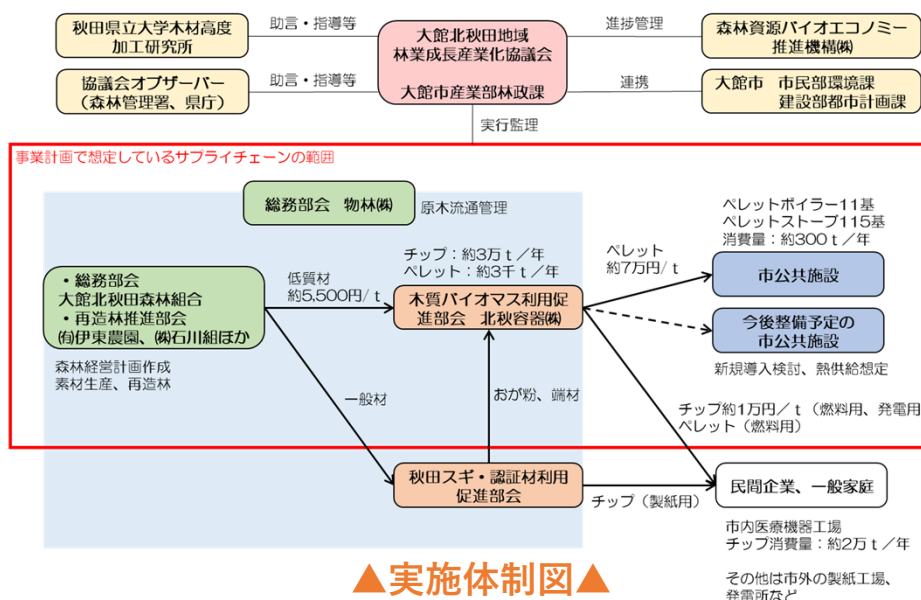 秋田県立大学木材高度
加工研究所
助言・指導等
大館北秋田地域
林業成長産業化協議会
大館市産業部林政課
進捗管理
森林資源バイオエコノミー
推進機構㈱
協議会オブザーバー
（森林管理署、県庁）
助言・指導等
連携
大館市　市民部環境課
建設部都市計画課
実行監理
事業計画で想定しているサプライチェーンの範囲
総務部会　物林㈱
原木流通管理
ペレットボイラー11基
ペレットストーブ115基
消費量：約300ｔ／年
チップ：約3万ｔ／年
ペレット：約3千ｔ／年
ペレット
約7万円/ｔ
・総務部会
大館北秋田森林組合
・再造林推進部会
㈲伊東農園、㈱石川組ほか
低質材
約5,500円/ｔ
木質バイオマス利用促
進部会　北秋容器㈱
市公共施設
今後整備予定の
市公共施設
森林経営計画作成
素材生産、再造林
新規導入検討、熱供給想定
一般材
おが粉、端材
チップ約1万円/ｔ（燃料用、発電用
ペレット（燃料用）
秋田スギ・認証材利用
促進部会
チップ（製紙用）
民間企業、一般家庭
市内医療機器工場
チップ消費量：約2万ｔ／年
その他は市外の製紙工場、
発電所など
▲実施体制図▲